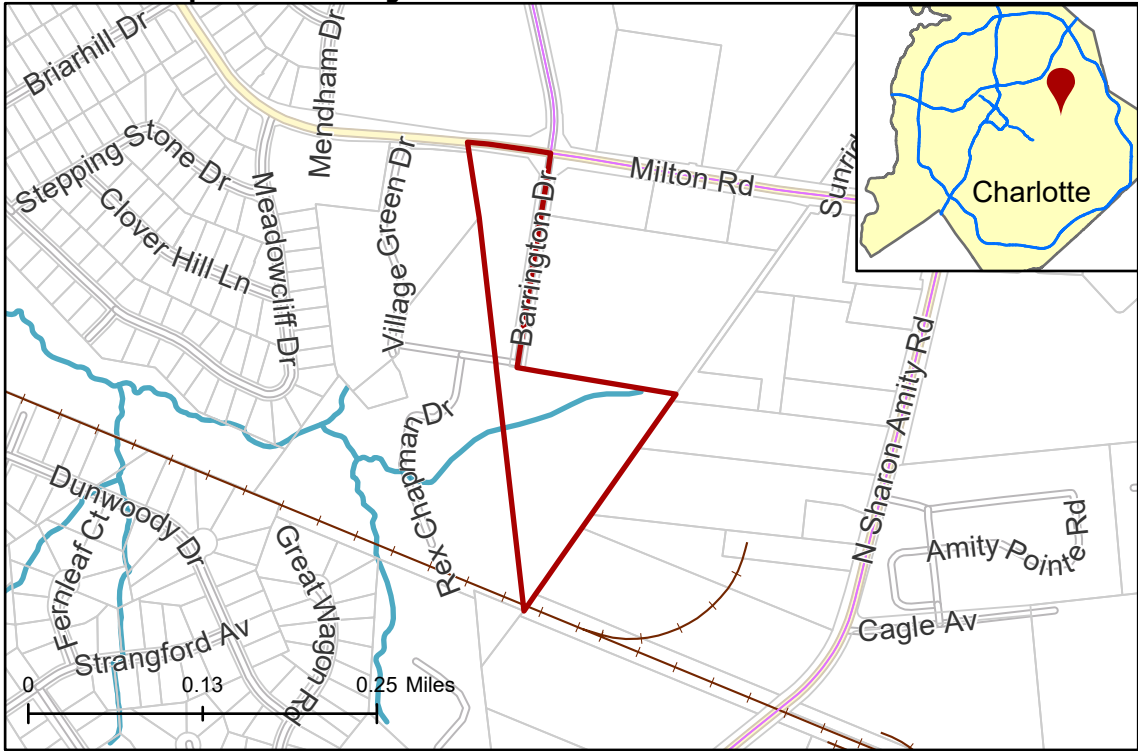 Briarhill Dr
Mendham Dr
Stepping Stone Dr
Clover Hill Ln
Meadowcliff Dr
Village Green Dr
Barrington Dr
Milton Rd
Charlotte
N Sharon Amity Rd
Rex Chapman Dr
Dunwoody Dr
Fernleaf Ct
Great Wagon Rd
Strangford Av
Amity Pointe Rd
Cagle Av
0 0.13 0.25 Miles